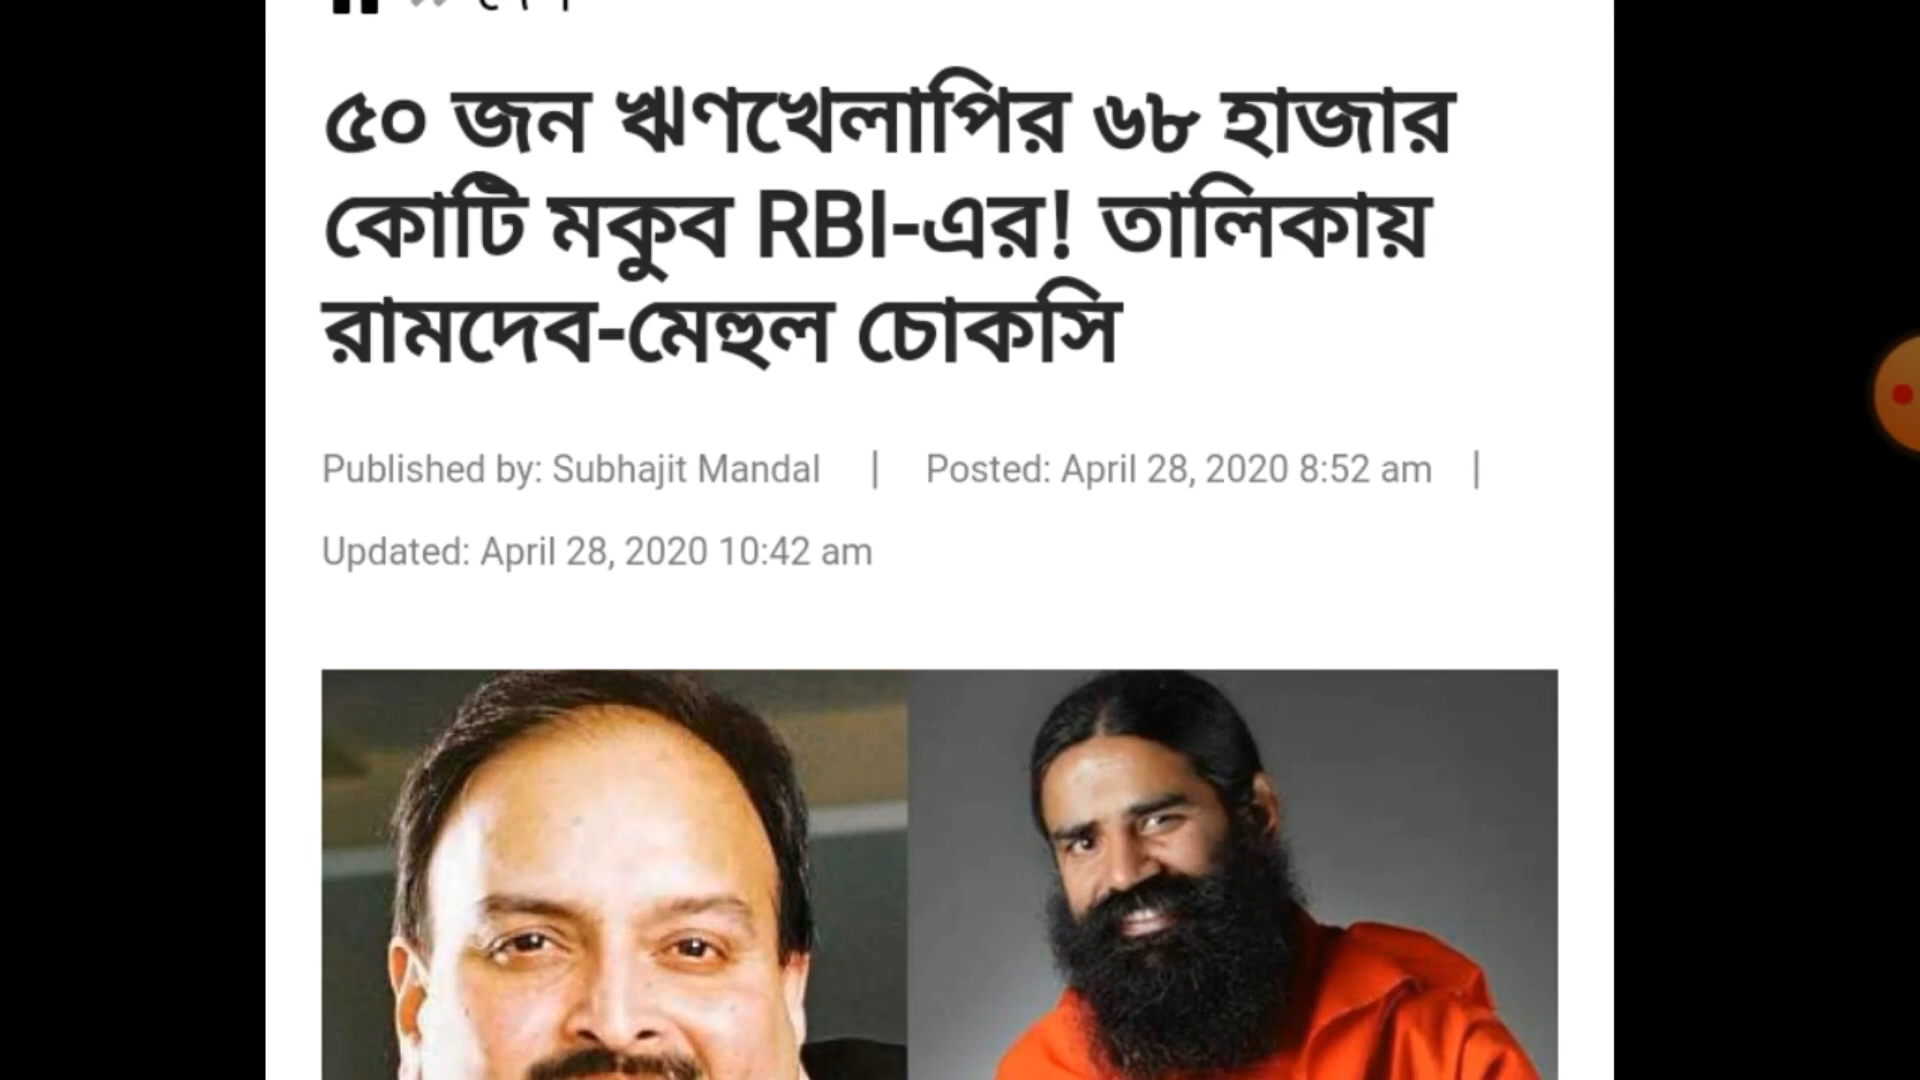 ৫০ জন ঋণখেলাপির ৬৮ হাজার
কোটি মকুব RBI-এর! তালিকায়
রামদেব-মেহুল চোকসি
Published by: Subhajit Mandal | Posted: April 28, 2020 8:52 am |
Updated: April 28, 2020 10:42 am